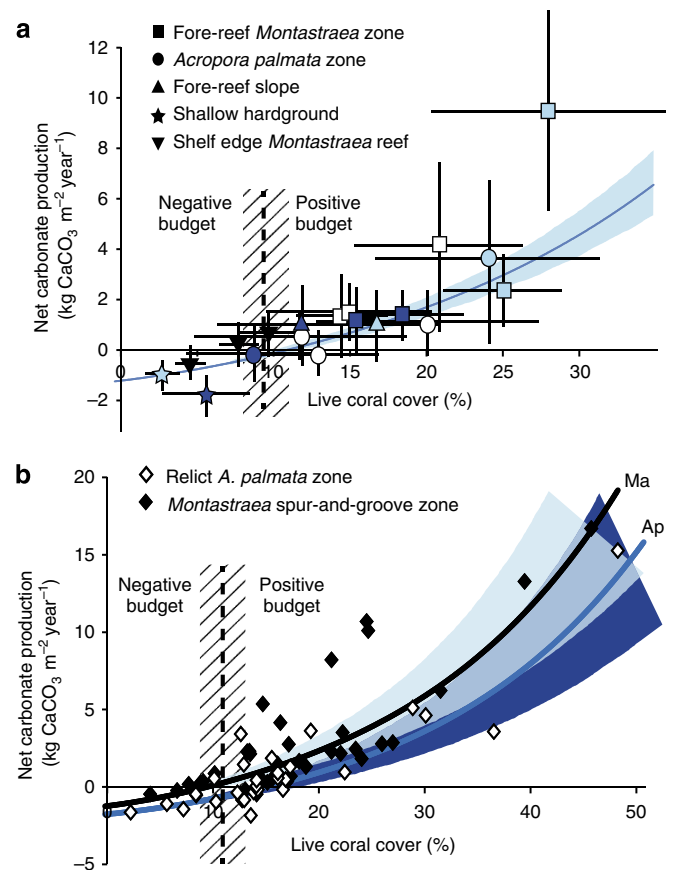 a
Fore-reef Montastraea zone
Acropora palmata zone
Fore-reef slope
Shallow hardground
Shelf edge Montastraea reef
Negative
budget
Positive
budget
Net carbonate production
(kg CaCO3 m−2 year−1)
12
10
8
6
4
2
0
−2
0
10
15
20
25
30
Live coral cover (%)
b
Relict A. palmata zone
Montastraea spur-and-groove zone
Ma
Ap
Negative
budget
Positive
budget
Net carbonate production
(kg CaCO3 m−2 year−1)
20
15
10
5
0
−5
0
10
20
30
40
50
Live coral cover (%)